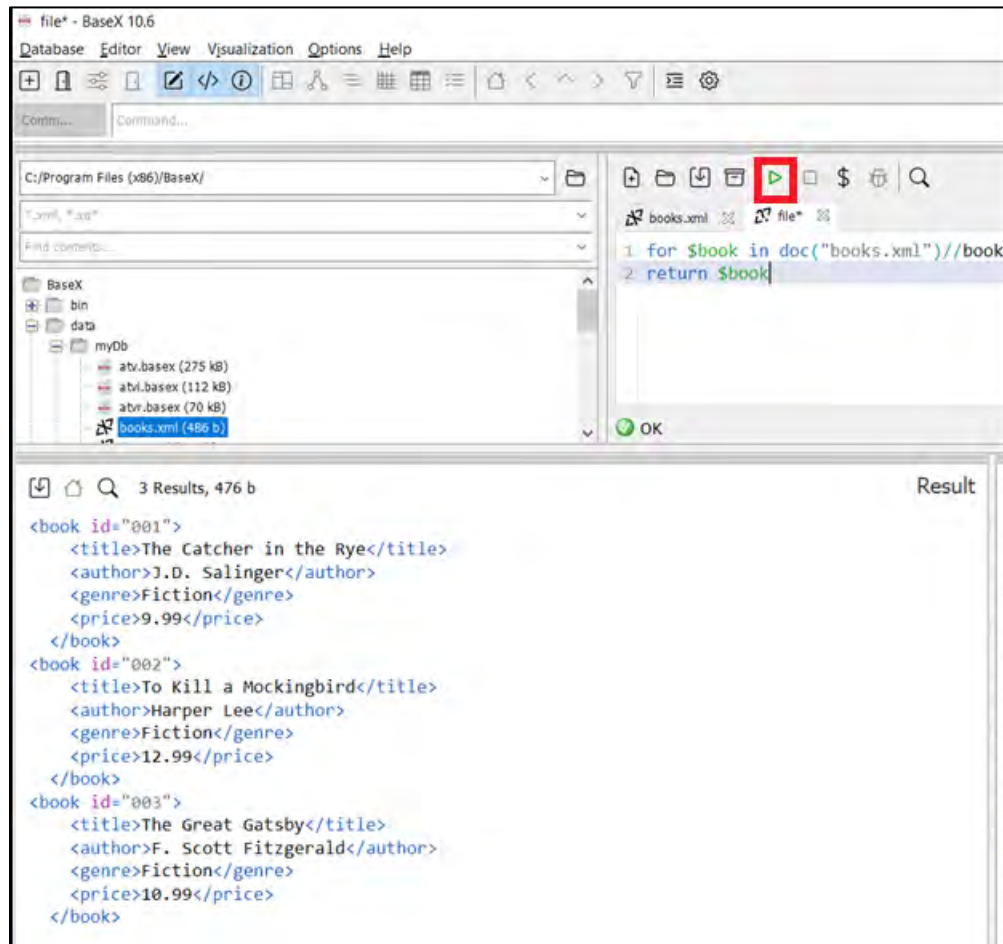 file* - BaseX 10.6
Database Editor View Visualization Options Help
Comm... Command...
C:/Program Files (x86)/BaseX/
*.xml, *.xq*
Find contents...
BaseX
bin
data
myDb
atv.basex (275 kB)
atvl.basex (112 kB)
atvr.basex (70 kB)
books.xml (486 b)
books.xml file*
1 for $book in doc("books.xml")//book
2 return $book
OK
3 Results, 476 b Result
<book id="001">
    <title>The Catcher in the Rye</title>
    <author>J.D. Salinger</author>
    <genre>Fiction</genre>
    <price>9.99</price>
  </book>
<book id="002">
    <title>To Kill a Mockingbird</title>
    <author>Harper Lee</author>
    <genre>Fiction</genre>
    <price>12.99</price>
  </book>
<book id="003">
    <title>The Great Gatsby</title>
    <author>F. Scott Fitzgerald</author>
    <genre>Fiction</genre>
    <price>10.99</price>
  </book>